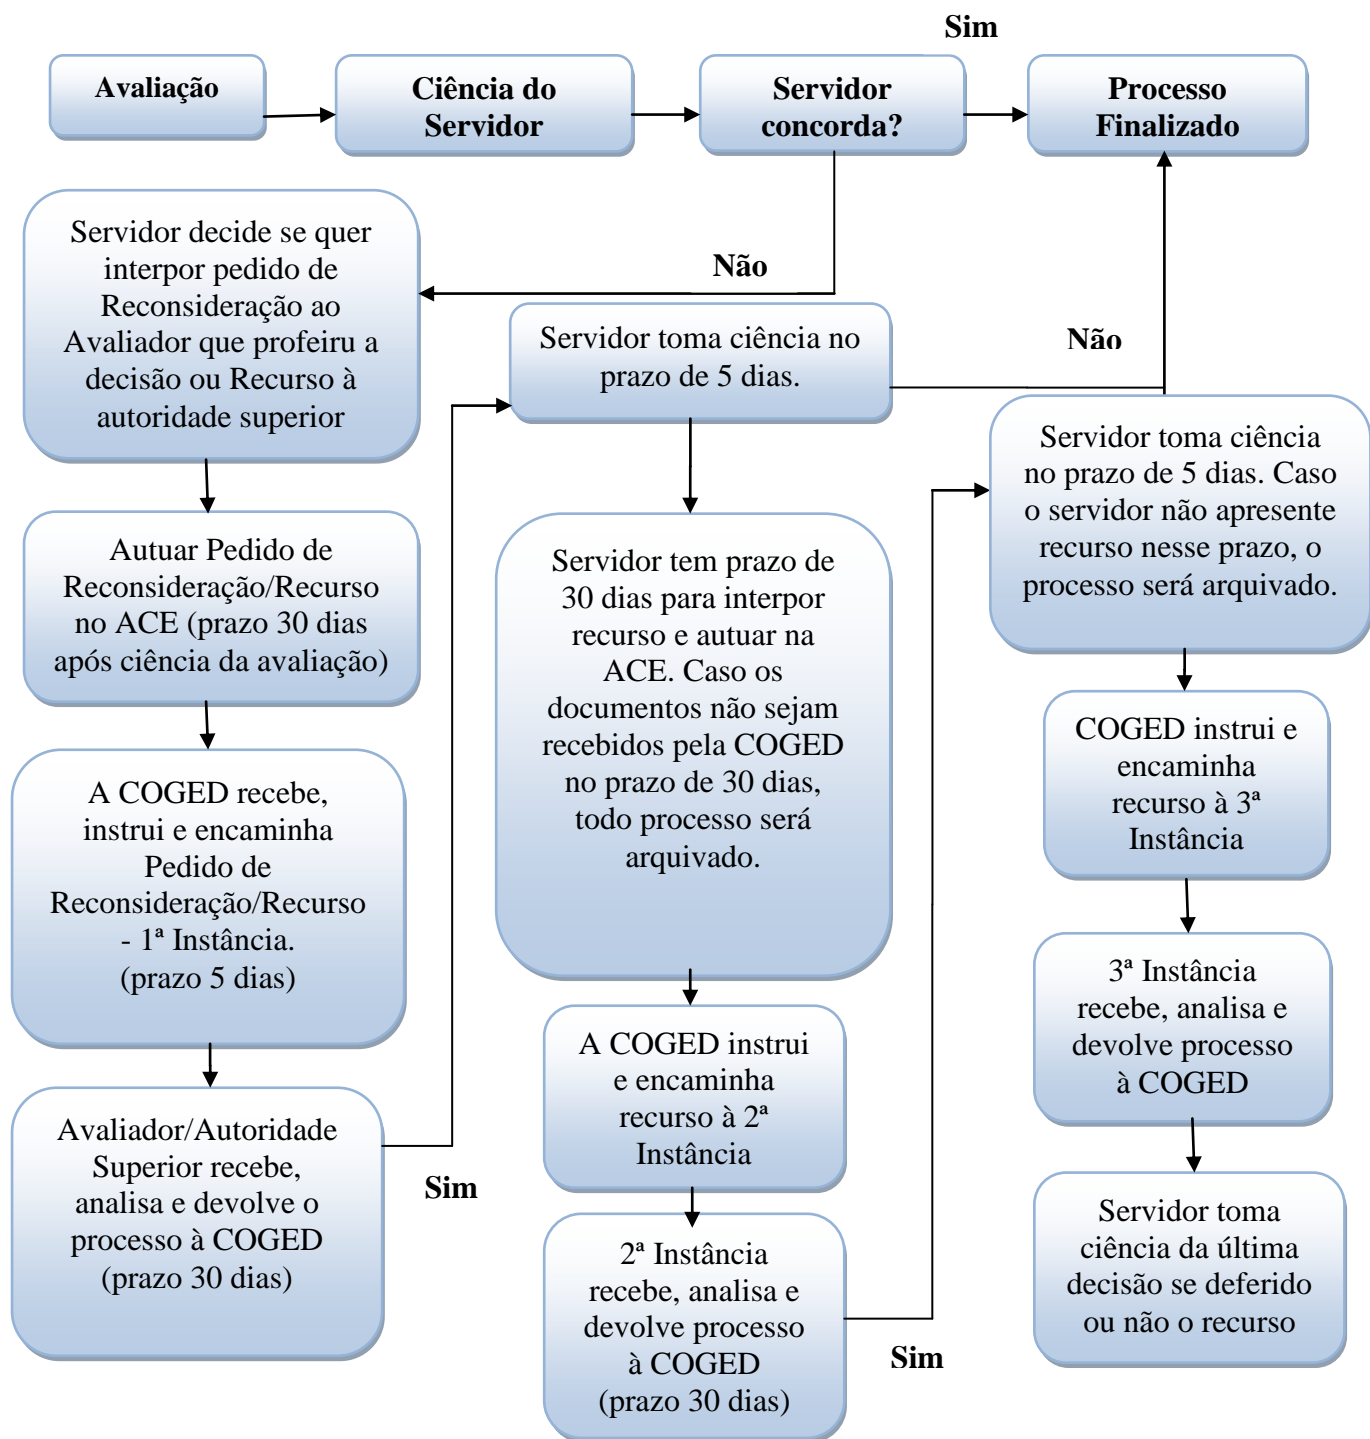 Sim
Avaliação
Ciência do
Servidor
Servidor
concorda?
Processo
Finalizado
Servidor decide se quer
interpor pedido de
Reconsideração ao
Avaliador que profeiru a
decisão ou Recurso à
autoridade superior
Não
Servidor toma ciência no
prazo de 5 dias.
Não
Autuar Pedido de
Reconsideração/Recurso
no ACE (prazo 30 dias
após ciência da avaliação)
A COGED recebe,
instrui e encaminha
Pedido de
Reconsideração/Recurso
- 1ª Instância.
(prazo 5 dias)
Avaliador/Autoridade
Superior recebe,
analisa e devolve o
processo à COGED
(prazo 30 dias)
Sim
Servidor tem prazo de
30 dias para interpor
recurso e autuar na
ACE. Caso os
documentos não sejam
recebidos pela COGED
no prazo de 30 dias,
todo processo será
arquivado.
A COGED instrui
e encaminha
recurso à 2ª
Instância
2ª Instância
recebe, analisa e
devolve processo
à COGED
(prazo 30 dias)
Sim
Servidor toma ciência
no prazo de 5 dias. Caso
o servidor não apresente
recurso nesse prazo, o
processo será arquivado.
COGED instrui e
encaminha
recurso à 3ª
Instância
3ª Instância
recebe, analisa e
devolve processo
à COGED
Servidor toma
ciência da última
decisão se deferido
ou não o recurso